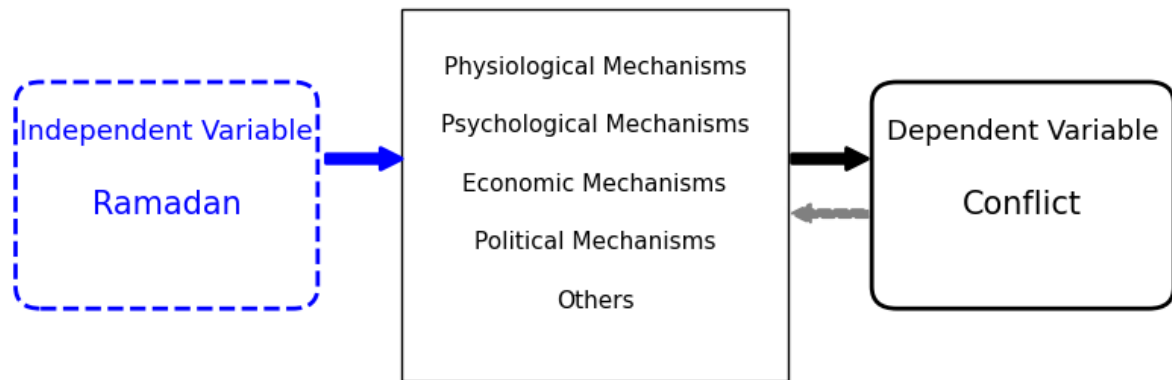 Independent Variable
Ramadan
Physiological Mechanisms
Psychological Mechanisms
Economic Mechanisms
Political Mechanisms
Others
Dependent Variable
Conflict